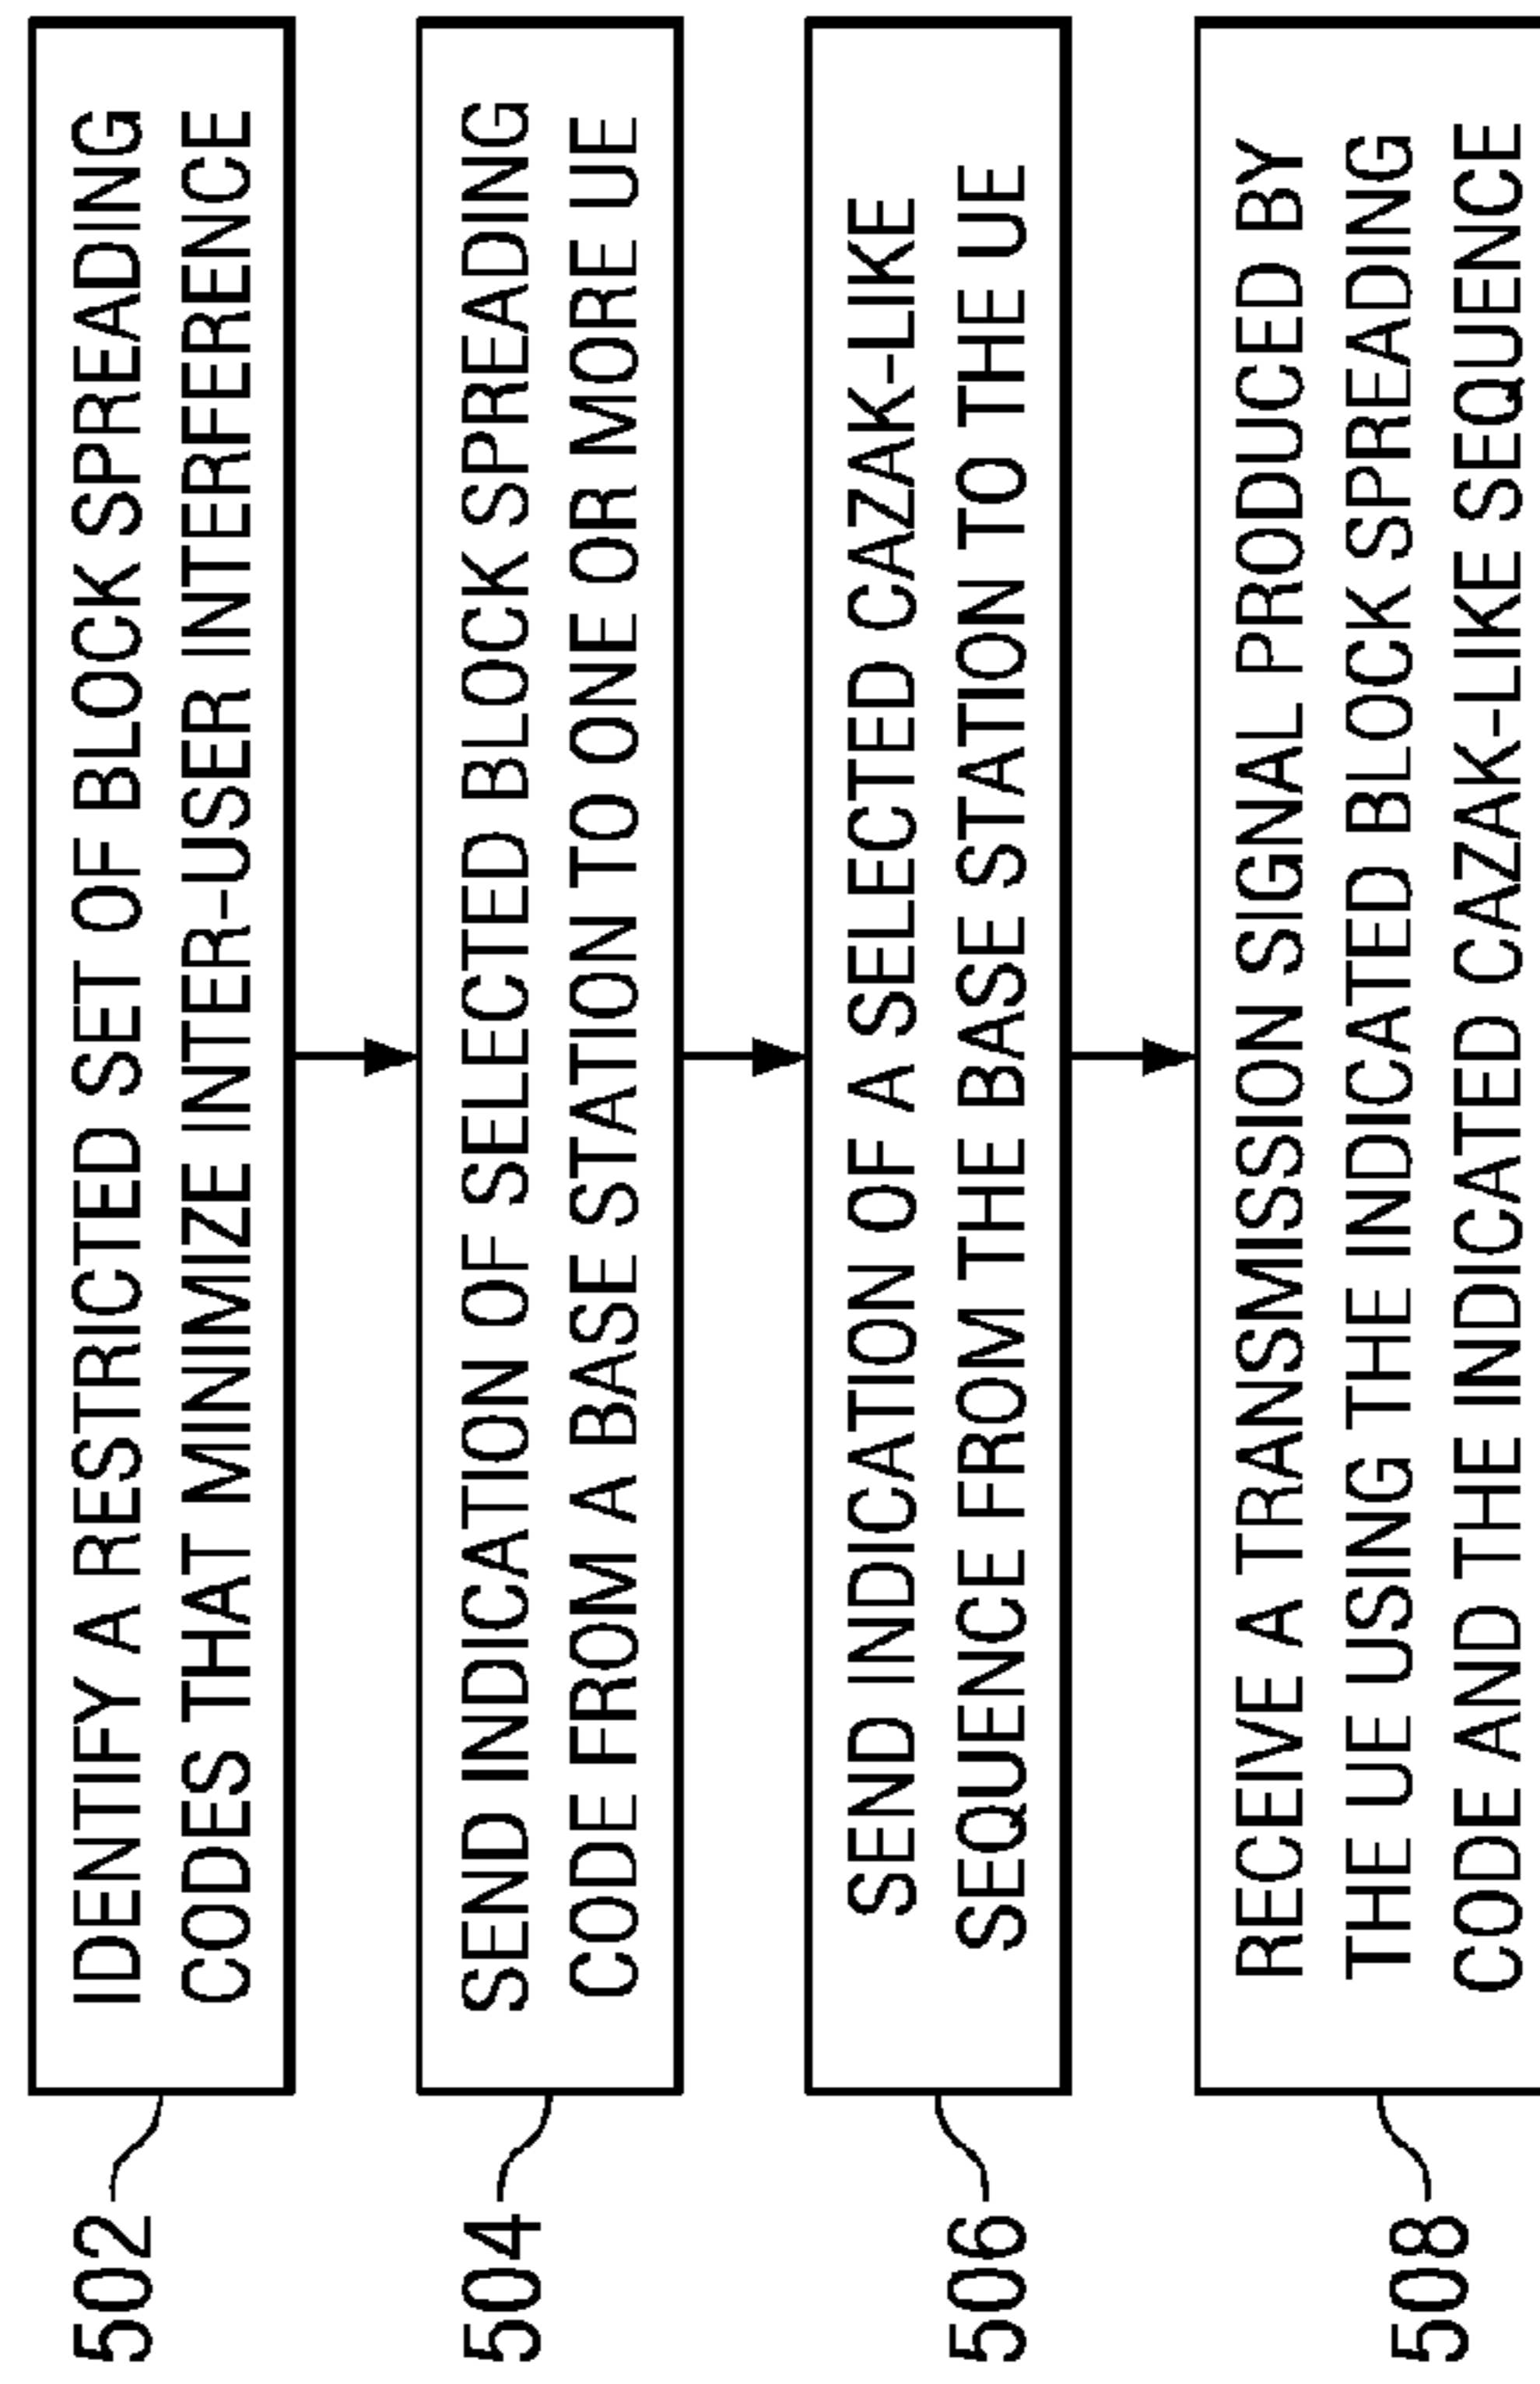 502
IDENTIFY A RESTRICTED SET OF BLOCK SPREADING
CODES THAT MINIMIZE INTER-USER INTERFERENCE
504
SEND INDICATION OF SELECTED BLOCK SPREADING
CODE FROM A BASE STATION TO ONE OR MORE UE
506
SEND INDICATION OF A SELECTED CAZAK-LIKE
SEQUENCE FROM THE BASE STATION TO THE UE
508
RECEIVE A TRANSMISSION SIGNAL PRODUCED BY
THE UE USING THE INDICATED BLOCK SPREADING
CODE AND THE INDICATED CAZAK-LIKE SEQUENCE